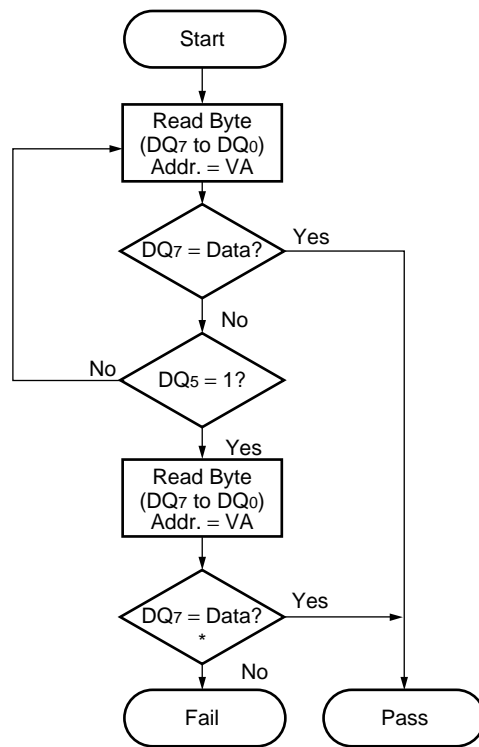 Start
Read Byte
(DQ7 to DQ0)
Addr. = VA
DQ7 = Data?
Yes
No
No
DQ5 = 1?
Yes
Read Byte
(DQ7 to DQ0)
Addr. = VA
DQ7 = Data?
*
Yes
No
Fail
Pass